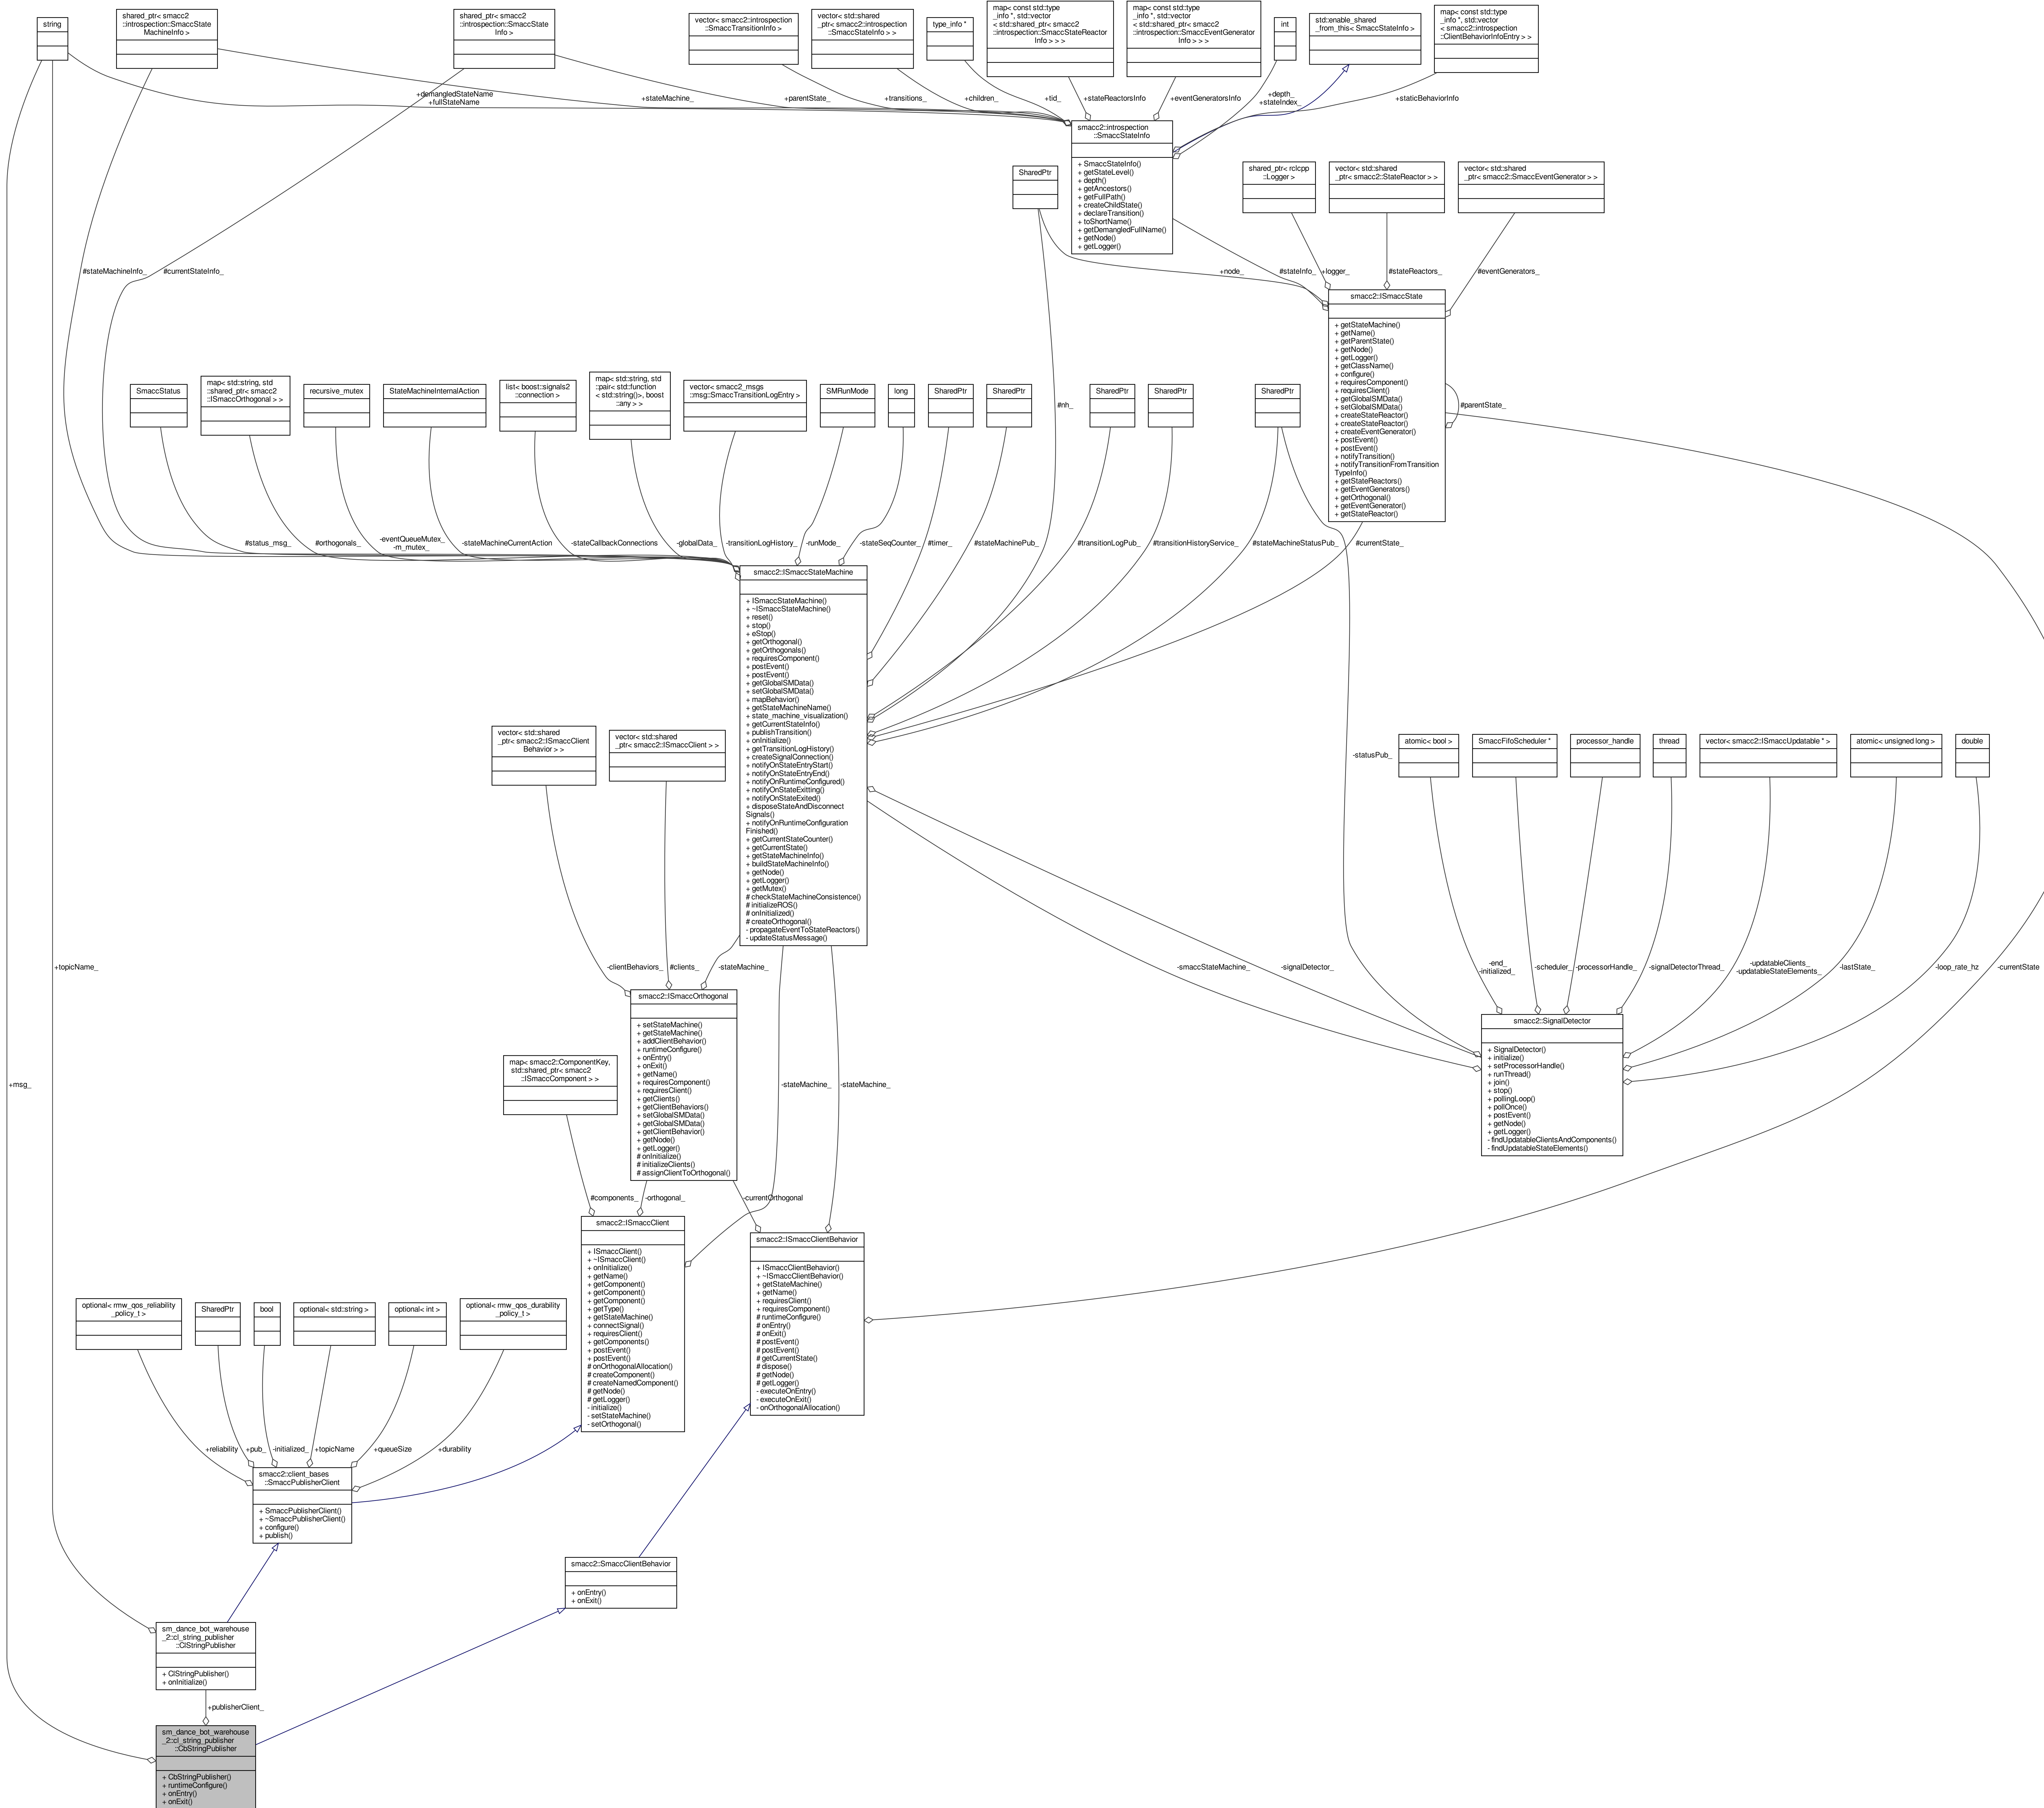 string
shared_ptr< smacc2
::introspection::SmaccState
MachineInfo >
shared_ptr< smacc2
::introspection::SmaccState
Info >
vector< smacc2::introspection
::SmaccTransitionInfo >
vector< std::shared
_ptr< smacc2::introspection
::SmaccStateInfo > >
type_info *
map< const std::type
_info *, std::vector
< std::shared_ptr< smacc2
::introspection::SmaccStateReactor
Info > > >
map< const std::type
_info *, std::vector
< std::shared_ptr< smacc2
::introspection::SmaccEventGenerator
Info > > >
int
std::enable_shared
_from_this< SmaccStateInfo >
map< const std::type
_info *, std::vector
< smacc2::introspection
::ClientBehaviorInfoEntry > >
+demangledStateName
+fullStateName
+stateMachine_
+parentState_
+transitions_
+children_
+tid_
+stateReactorsInfo
+eventGeneratorsInfo
+depth_
+stateIndex_
+staticBehaviorInfo
smacc2::introspection
::SmaccStateInfo
+ SmaccStateInfo()
+ getStateLevel()
+ depth()
+ getAncestors()
+ getFullPath()
+ createChildState()
+ declareTransition()
+ toShortName()
+ getDemangledFullName()
+ getNode()
+ getLogger()
SharedPtr
shared_ptr< rclcpp
::Logger >
vector< std::shared
_ptr< smacc2::StateReactor > >
vector< std::shared
_ptr< smacc2::SmaccEventGenerator > >
#stateMachineInfo_
#currentStateInfo_
+node_
#stateInfo_
+logger_
#stateReactors_
#eventGenerators_
smacc2::ISmaccState
+ getStateMachine()
+ getName()
+ getParentState()
+ getNode()
+ getLogger()
+ getClassName()
+ configure()
+ requiresComponent()
+ requiresClient()
+ getGlobalSMData()
+ setGlobalSMData()
+ createStateReactor()
+ createStateReactor()
+ createEventGenerator()
+ postEvent()
+ postEvent()
+ notifyTransition()
+ notifyTransitionFromTransition
TypeInfo()
+ getStateReactors()
+ getEventGenerators()
+ getOrthogonal()
+ getEventGenerator()
+ getStateReactor()
#parentState_
SmaccStatus
map< std::string, std
::shared_ptr< smacc2
::ISmaccOrthogonal > >
recursive_mutex
StateMachineInternalAction
list< boost::signals2
::connection >
map< std::string, std
::pair< std::function
< std::string()>, boost
::any > >
vector< smacc2_msgs
::msg::SmaccTransitionLogEntry >
SMRunMode
long
SharedPtr
SharedPtr
#nh_
SharedPtr
SharedPtr
SharedPtr
#status_msg_
#orthogonals_
-eventQueueMutex_
-m_mutex_
-stateMachineCurrentAction
-stateCallbackConnections
-globalData_
-transitionLogHistory_
-runMode_
-stateSeqCounter_
#timer_
#stateMachinePub_
#transitionLogPub_
#transitionHistoryService_
#stateMachineStatusPub_
#currentState_
smacc2::ISmaccStateMachine
+ ISmaccStateMachine()
+ ~ISmaccStateMachine()
+ reset()
+ stop()
+ eStop()
+ getOrthogonal()
+ getOrthogonals()
+ requiresComponent()
+ postEvent()
+ postEvent()
+ getGlobalSMData()
+ setGlobalSMData()
+ mapBehavior()
+ getStateMachineName()
+ state_machine_visualization()
+ getCurrentStateInfo()
+ publishTransition()
+ onInitialize()
+ getTransitionLogHistory()
+ createSignalConnection()
+ notifyOnStateEntryStart()
+ notifyOnStateEntryEnd()
+ notifyOnRuntimeConfigured()
+ notifyOnStateExitting()
+ notifyOnStateExited()
+ disposeStateAndDisconnect
Signals()
+ notifyOnRuntimeConfiguration
Finished()
+ getCurrentStateCounter()
+ getCurrentState()
+ getStateMachineInfo()
+ buildStateMachineInfo()
+ getNode()
+ getLogger()
+ getMutex()
# checkStateMachineConsistence()
# initializeROS()
# onInitialized()
# createOrthogonal()
- propagateEventToStateReactors()
- updateStatusMessage()
vector< std::shared
_ptr< smacc2::ISmaccClient
Behavior > >
vector< std::shared
_ptr< smacc2::ISmaccClient > >
-statusPub_
atomic< bool >
SmaccFifoScheduler *
processor_handle
thread
vector< smacc2::ISmaccUpdatable * >
atomic< unsigned long >
double
+topicName_
-clientBehaviors_
#clients_
-stateMachine_
-smaccStateMachine_
-signalDetector_
-end_
-initialized_
-scheduler_
-processorHandle_
-signalDetectorThread_
-updatableClients_
-updatableStateElements_
-lastState_
-loop_rate_hz
-currentState
smacc2::ISmaccOrthogonal
+ setStateMachine()
+ getStateMachine()
+ addClientBehavior()
+ runtimeConfigure()
+ onEntry()
+ onExit()
+ getName()
+ requiresComponent()
+ requiresClient()
+ getClients()
+ getClientBehaviors()
+ setGlobalSMData()
+ getGlobalSMData()
+ getClientBehavior()
+ getNode()
+ getLogger()
# onInitialize()
# initializeClients()
# assignClientToOrthogonal()
smacc2::SignalDetector
+ SignalDetector()
+ initialize()
+ setProcessorHandle()
+ runThread()
+ join()
+ stop()
+ pollingLoop()
+ pollOnce()
+ postEvent()
+ getNode()
+ getLogger()
- findUpdatableClientsAndComponents()
- findUpdatableStateElements()
map< smacc2::ComponentKey,
std::shared_ptr< smacc2
::ISmaccComponent > >
+msg_
-stateMachine_
-stateMachine_
#components_
-orthogonal_
-currentOrthogonal
smacc2::ISmaccClient
+ ISmaccClient()
+ ~ISmaccClient()
+ onInitialize()
+ getName()
+ getComponent()
+ getComponent()
+ getComponent()
+ getType()
+ getStateMachine()
+ connectSignal()
+ requiresClient()
+ getComponents()
+ postEvent()
+ postEvent()
# onOrthogonalAllocation()
# createComponent()
# createNamedComponent()
# getNode()
# getLogger()
- initialize()
- setStateMachine()
- setOrthogonal()
smacc2::ISmaccClientBehavior
+ ISmaccClientBehavior()
+ ~ISmaccClientBehavior()
+ getStateMachine()
+ getName()
+ requiresClient()
+ requiresComponent()
# runtimeConfigure()
# onEntry()
# onExit()
# postEvent()
# postEvent()
# getCurrentState()
# dispose()
# getNode()
# getLogger()
- executeOnEntry()
- executeOnExit()
- onOrthogonalAllocation()
optional< rmw_qos_reliability
_policy_t >
SharedPtr
bool
optional< std::string >
optional< int >
optional< rmw_qos_durability
_policy_t >
+reliability
+pub_
-initialized_
+topicName
+queueSize
+durability
smacc2::client_bases
::SmaccPublisherClient
+ SmaccPublisherClient()
+ ~SmaccPublisherClient()
+ configure()
+ publish()
smacc2::SmaccClientBehavior
+ onEntry()
+ onExit()
sm_dance_bot_warehouse
_2::cl_string_publisher
::ClStringPublisher
+ ClStringPublisher()
+ onInitialize()
+publisherClient_
sm_dance_bot_warehouse
_2::cl_string_publisher
::CbStringPublisher
+ CbStringPublisher()
+ runtimeConfigure()
+ onEntry()
+ onExit()